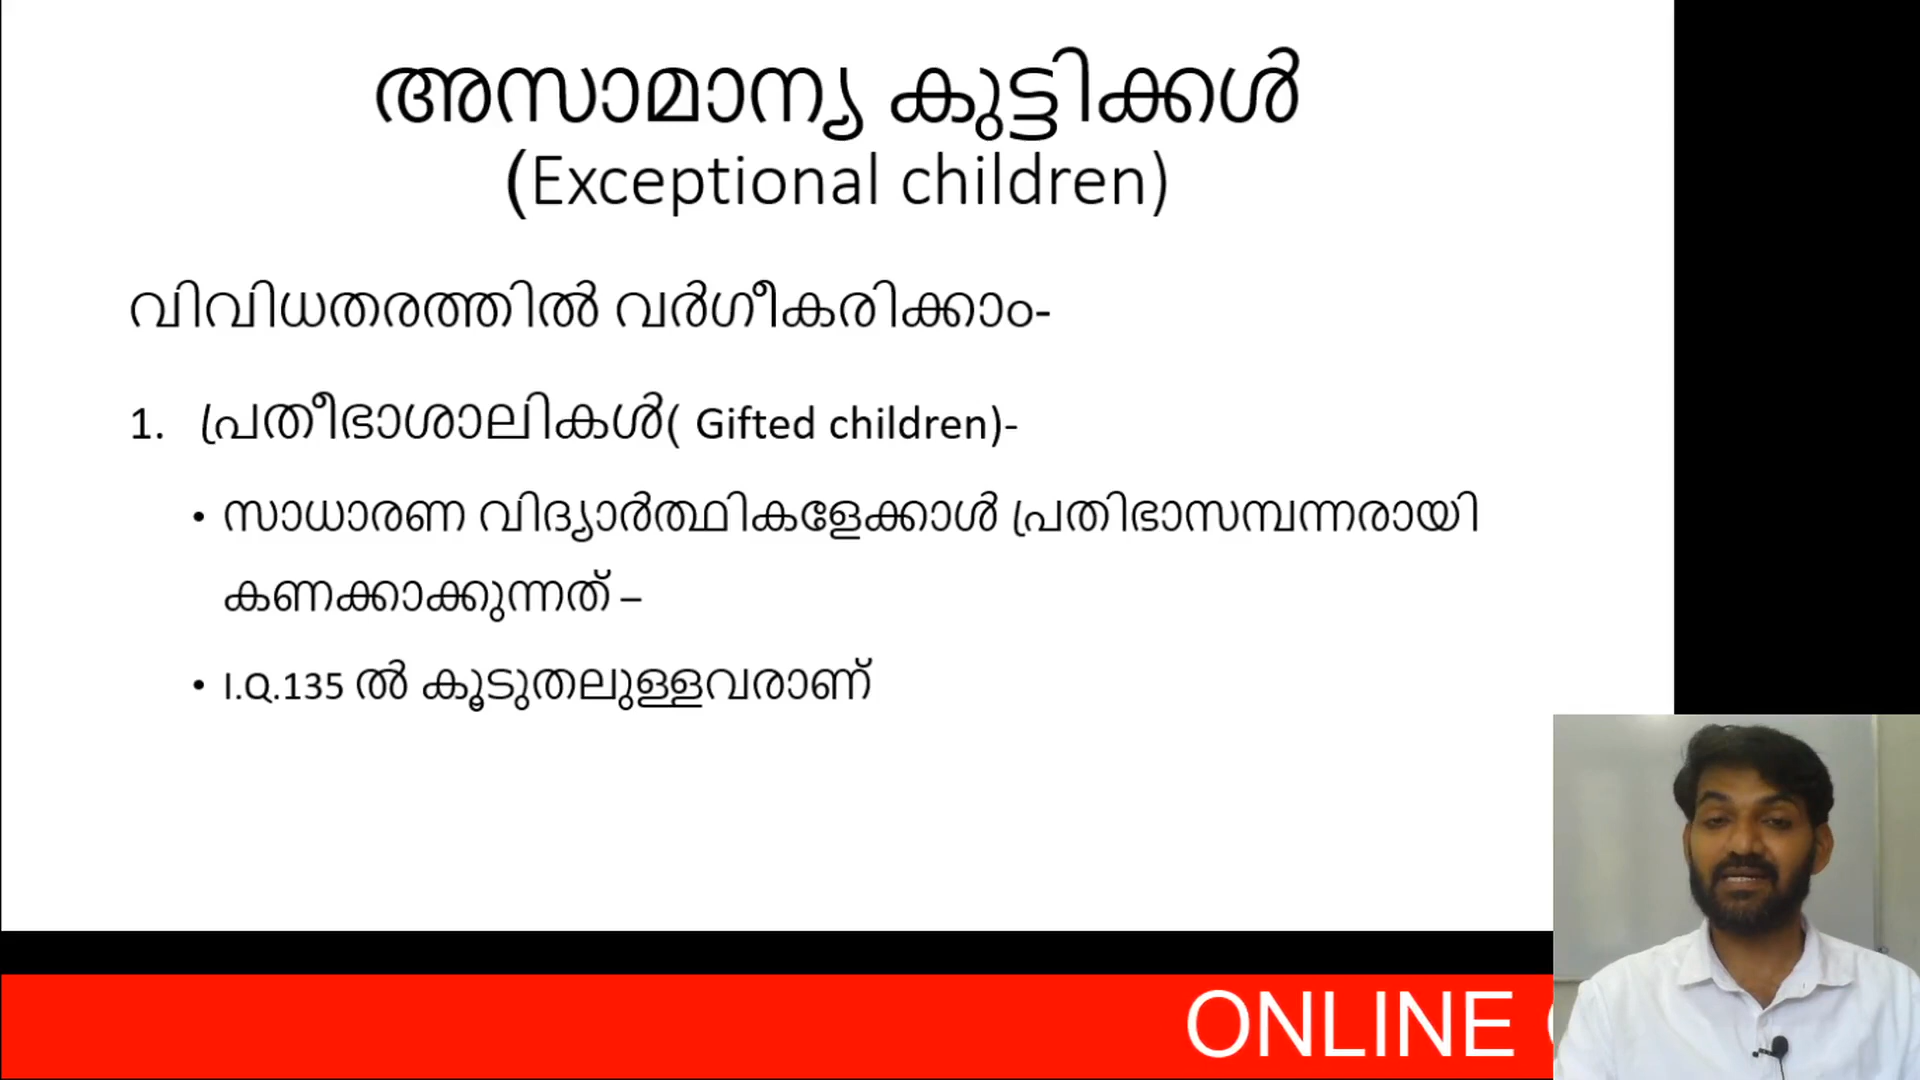 അസാമാന്യ കുട്ടിക്കൾ
(Exceptional children)
വിവിധതരത്തിൽ വർഗീകരിക്കാം-
1. പ്രതീഭാശാലികൾ( Gifted children)-
• സാധാരണ വിദ്യാർത്ഥികളേക്കാൾ പ്രതിഭാസമ്പന്നരായി
കണക്കാക്കുന്നത് –
• I.Q.135 ൽ കൂടുതലുള്ളവരാണ്
ONLINE